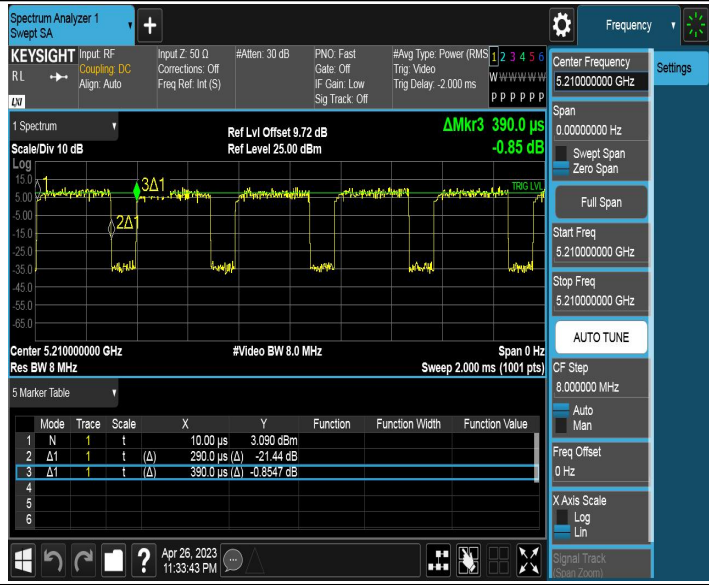 Spectrum Analyzer 1
Swept SA
+
Frequency
KEYSIGHT
RL
LXI
Input: RF
Coupling: DC
Align: Auto
Input Z: 50 Ω
Corrections: Off
Freq Ref: Int (S)
#Atten: 30 dB
PNO: Fast
Gate: Off
IF Gain: Low
Sig Track: Off
#Avg Type: Power (RMS
Trig: Video
Trig Delay: -2.000 ms
1 2 3 4 5 6
W W W W W W
P P P P P P
Center Frequency
5.210000000 GHz
Settings
Span
0.00000000 Hz
Swept Span
Zero Span
Full Span
Start Freq
5.210000000 GHz
Stop Freq
5.210000000 GHz
AUTO TUNE
CF Step
8.000000 MHz
Auto
Man
Freq Offset
0 Hz
X Axis Scale
Log
Lin
Signal Track
(Span Zoom)
1 Spectrum
Scale/Div 10 dB
Ref Lvl Offset 9.72 dB
Ref Level 25.00 dBm
ΔMkr3 390.0 µs
-0.85 dB
Log
15.0
5.00
-5.00
-15.0
-25.0
-35.0
-45.0
-55.0
-65.0
1
3Δ1
2Δ1
TRIG LVL
Center 5.210000000 GHz
#Video BW 8.0 MHz
Span 0 Hz
Res BW 8 MHz
Sweep 2.000 ms (1001 pts)
5 Marker Table
Mode Trace Scale X Y Function Function Width Function Value
1 N 1 t 10.00 µs 3.090 dBm
2 Δ1 1 t (Δ) 290.0 µs (Δ) -21.44 dB
3 Δ1 1 t (Δ) 390.0 µs (Δ) -0.8547 dB
4
5
6
?
Apr 26, 2023
11:33:43 PM